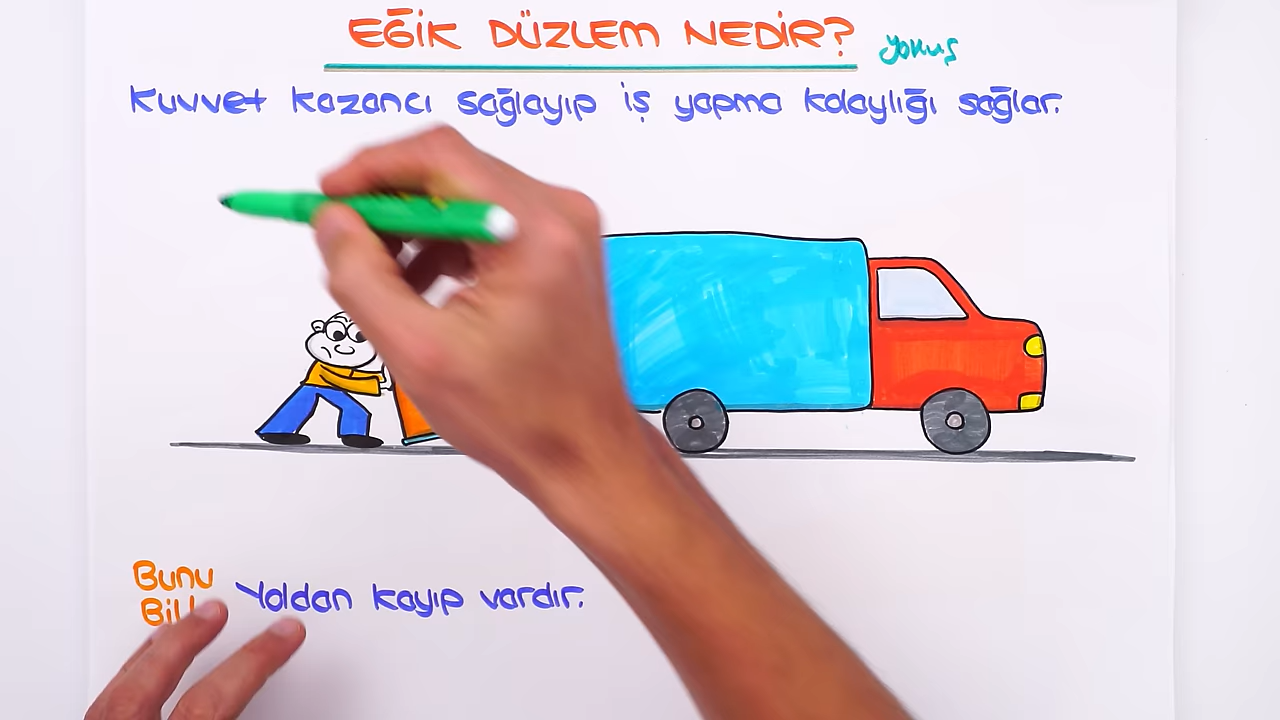 EĞİK DÜZLEM NEDİR?
yokuş
Kuvvet kazancı sağlayıp iş yapma kolaylığı sağlar.
Bunu
Yoldan kayıp vardır.